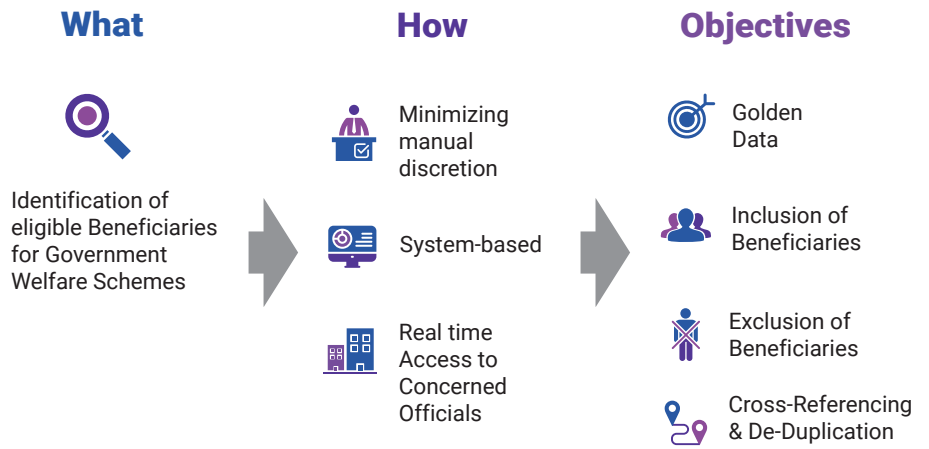 What
Identification of
eligible Beneficiaries
for Government
Welfare Schemes
How
Minimizing
manual
discretion
System-based
Real time
Access to
Concerned
Officials
Objectives
Golden
Data
Inclusion of
Beneficiaries
Exclusion of
Beneficiaries
Cross-Referencing
& De-Duplication